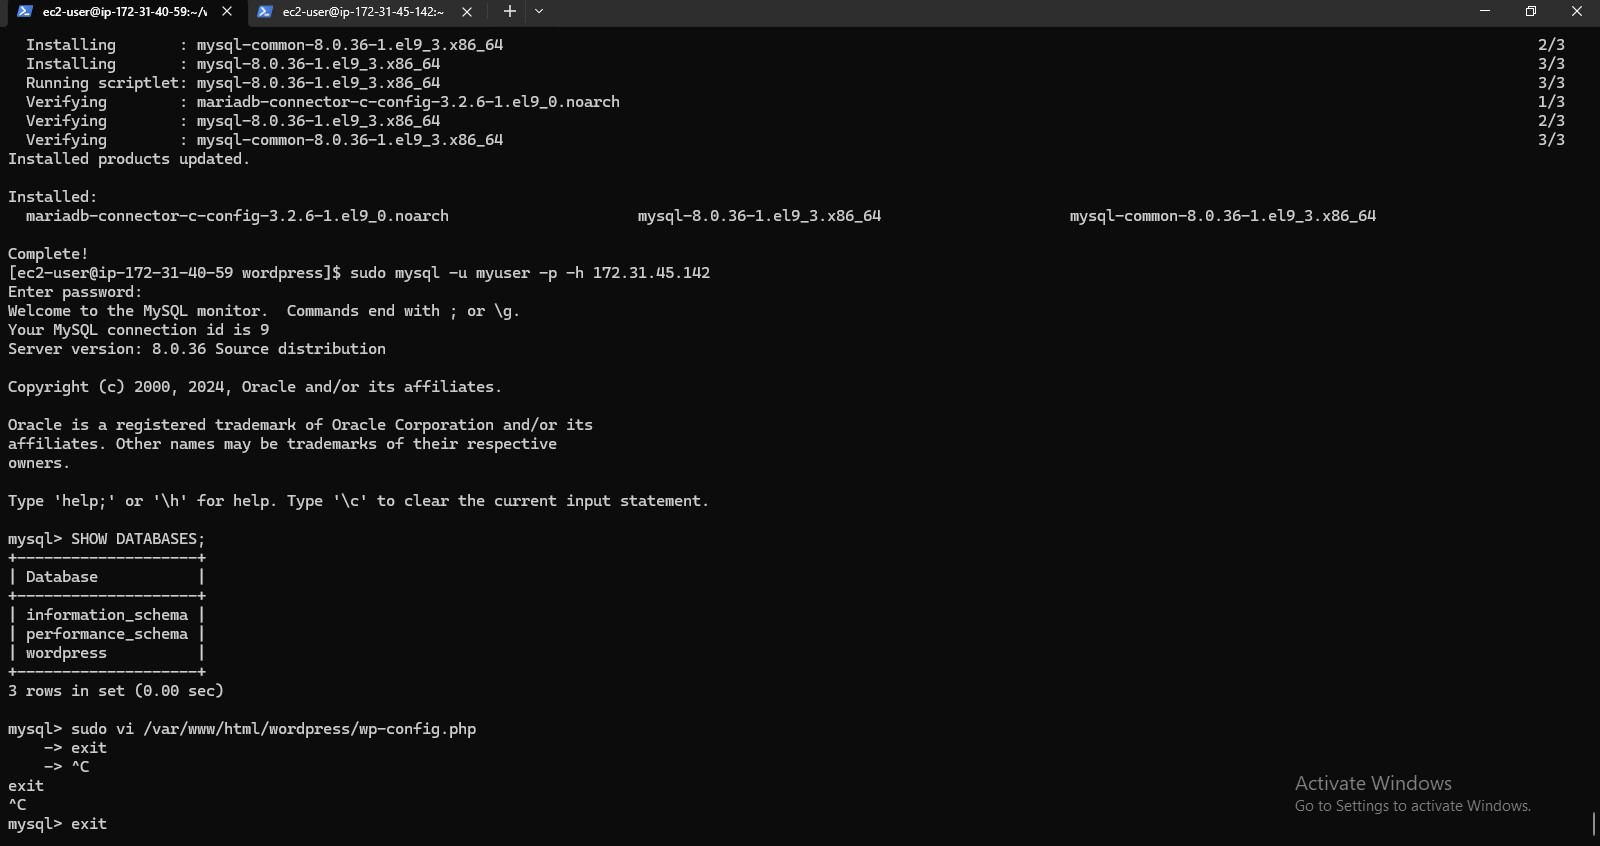 ec2-user@ip-172-31-40-59:~/v
ec2-user@ip-172-31-45-142:~
Installing       : mysql-common-8.0.36-1.el9_3.x86_64 2/3
Installing       : mysql-8.0.36-1.el9_3.x86_64 3/3
Running scriptlet: mysql-8.0.36-1.el9_3.x86_64 3/3
Verifying        : mariadb-connector-c-config-3.2.6-1.el9_0.noarch 1/3
Verifying        : mysql-8.0.36-1.el9_3.x86_64 2/3
Verifying        : mysql-common-8.0.36-1.el9_3.x86_64 3/3
Installed products updated.
Installed:
mariadb-connector-c-config-3.2.6-1.el9_0.noarch mysql-8.0.36-1.el9_3.x86_64 mysql-common-8.0.36-1.el9_3.x86_64
Complete!
[ec2-user@ip-172-31-40-59 wordpress]$ sudo mysql -u myuser -p -h 172.31.45.142
Enter password:
Welcome to the MySQL monitor.  Commands end with ; or \g.
Your MySQL connection id is 9
Server version: 8.0.36 Source distribution
Copyright (c) 2000, 2024, Oracle and/or its affiliates.
Oracle is a registered trademark of Oracle Corporation and/or its
affiliates. Other names may be trademarks of their respective
owners.
Type 'help;' or '\h' for help. Type '\c' to clear the current input statement.
mysql> SHOW DATABASES;
+--------------------+
| Database           |
+--------------------+
| information_schema |
| performance_schema |
| wordpress          |
+--------------------+
3 rows in set (0.00 sec)
mysql> sudo vi /var/www/html/wordpress/wp-config.php
    -> exit
    -> ^C
exit
^C
mysql> exit
Activate Windows
Go to Settings to activate Windows.